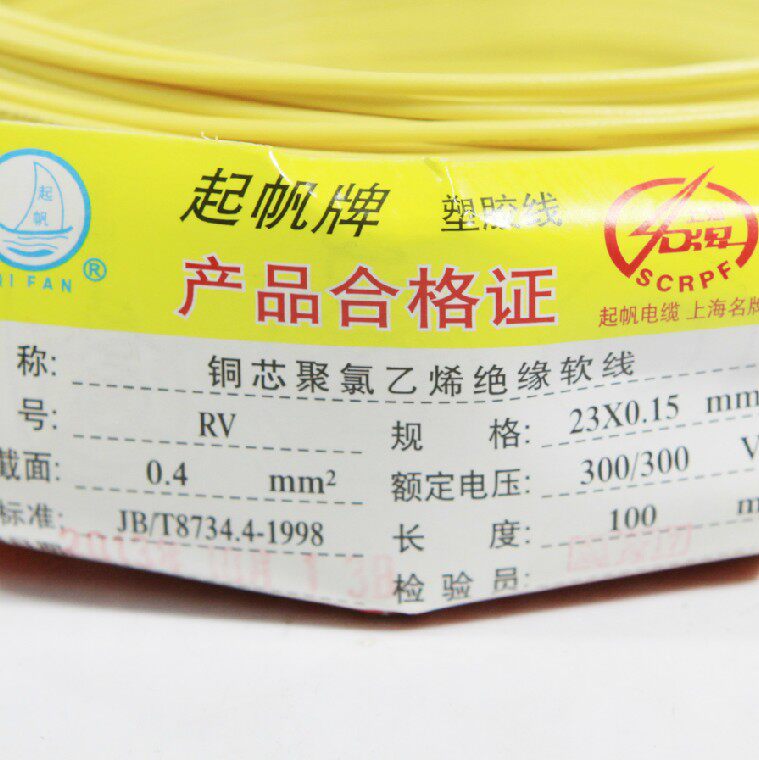 起帆
QI FAN ®
起帆牌 塑胶线
产品合格证
SCRPF
起帆电缆 上海名牌
称: 铜芯聚氯乙烯绝缘软线
号: RV 规 格: 23X0.15 mm
截面: 0.4 mm² 额定电压: 300/300 V
标准: JB/T8734.4-1998 长 度: 100 m
检 验 员: